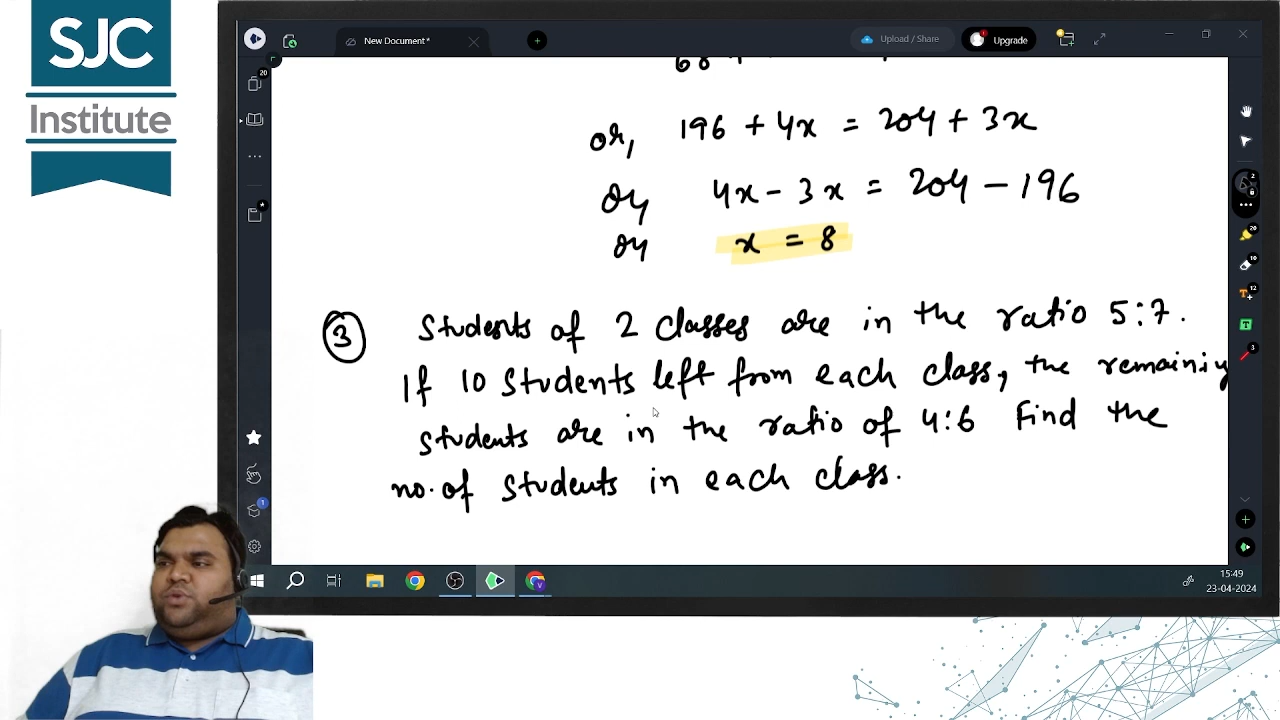 SJC
Institute
New Document*
Upload / Share
Upgrade
or, 196 + 4x = 204 + 3x
or 4x - 3x = 204 - 196
or x = 8
3 Students of 2 classes are in the ratio 5:7.
If 10 students left from each class, the remaining
students are in the ratio of 4:6 Find the
no. of students in each class.
15:49
23-04-2024